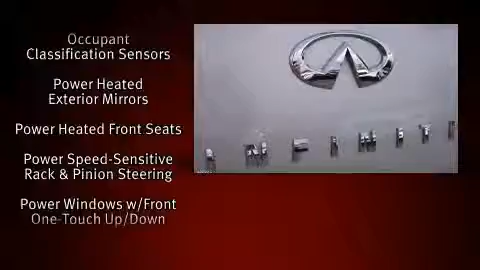 Occupant
Classification Sensors
Power Heated
Exterior Mirrors
Power Heated Front Seats
Power Speed-Sensitive
Rack & Pinion Steering
Power Windows w/Front
One-Touch Up/Down
INFINITI